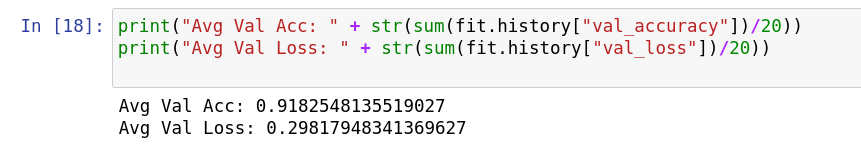 In [18]: print("Avg Val Acc: " + str(sum(fit.history["val_accuracy"])/20))
print("Avg Val Loss: " + str(sum(fit.history["val_loss"])/20))
Avg Val Acc: 0.9182548135519027
Avg Val Loss: 0.29817948341369627